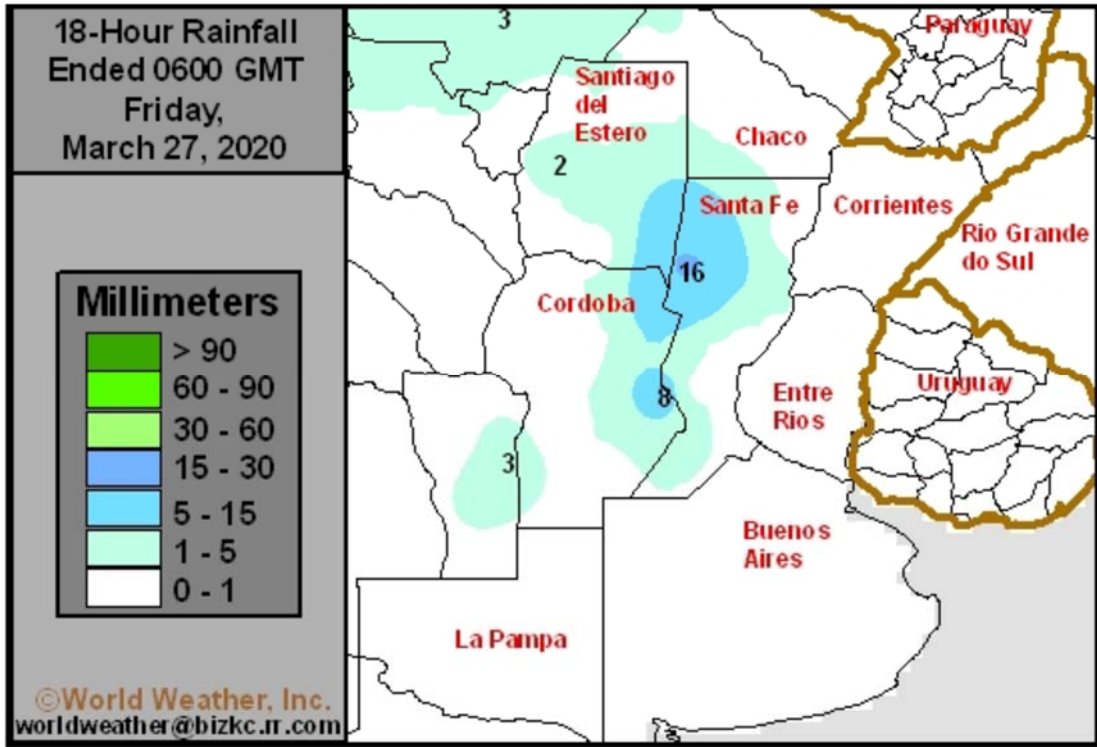 18-Hour Rainfall
Ended 0600 GMT
Friday,
March 27, 2020
Millimeters
> 90
60 - 90
30 - 60
15 - 30
5 - 15
1 - 5
0 - 1
©World Weather, Inc.
worldweather@bizkc.rr.com
3
Paraguay
Santiago
del
Estero
Chaco
2
Santa Fe
Corrientes
Rio Grande
do Sul
16
Cordoba
Uruguay
8
Entre
Rios
3
Buenos
Aires
La Pampa